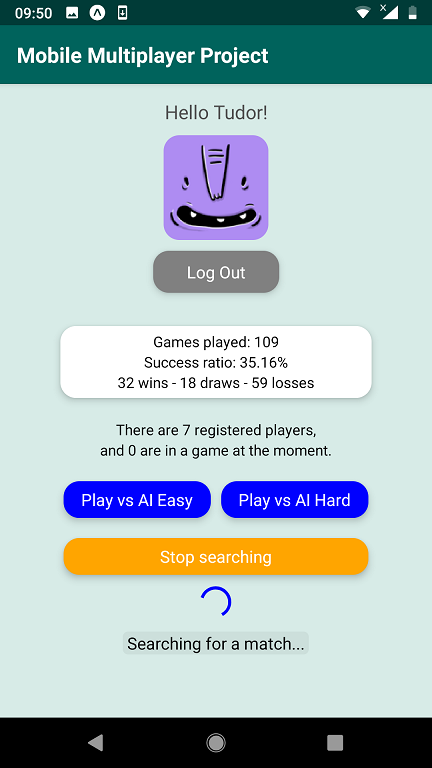 09:50
Mobile Multiplayer Project
Hello Tudor!
Log Out
Games played: 109
Success ratio: 35.16%
32 wins - 18 draws - 59 losses
There are 7 registered players,
and 0 are in a game at the moment.
Play vs AI Easy
Play vs AI Hard
Stop searching
Searching for a match...